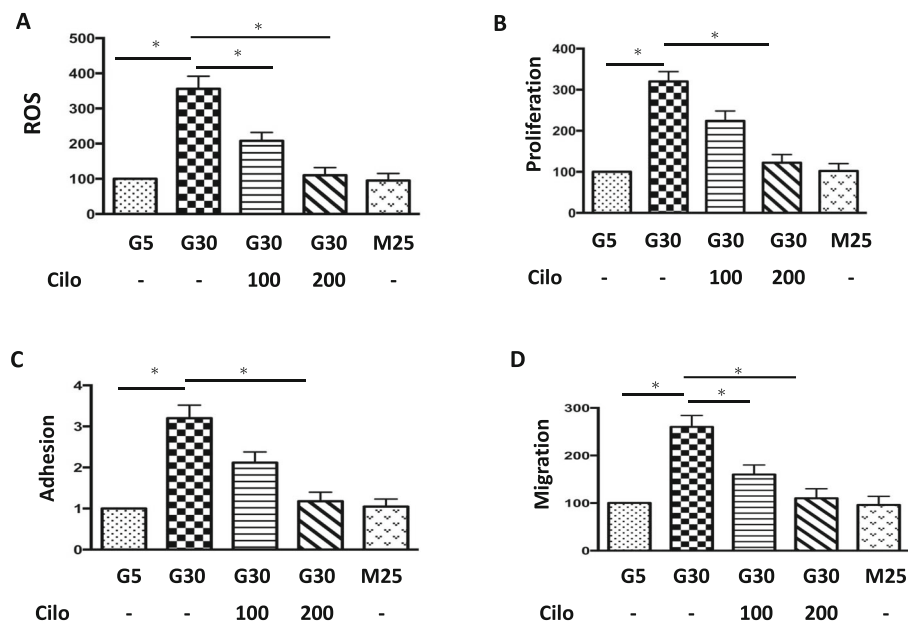 A
* * *
ROS
500
400
300
200
100
0
G5 G30 G30 G30 M25
Cilo - - 100 200 -
B
* *
Proliferation
400
300
200
100
0
G5 G30 G30 G30 M25
Cilo - - 100 200 -
C
* *
Adhesion
4
3
2
1
0
G5 G30 G30 G30 M25
Cilo - - 100 200 -
D
* * *
Migration
300
200
100
0
G5 G30 G30 G30 M25
Cilo - - 100 200 -